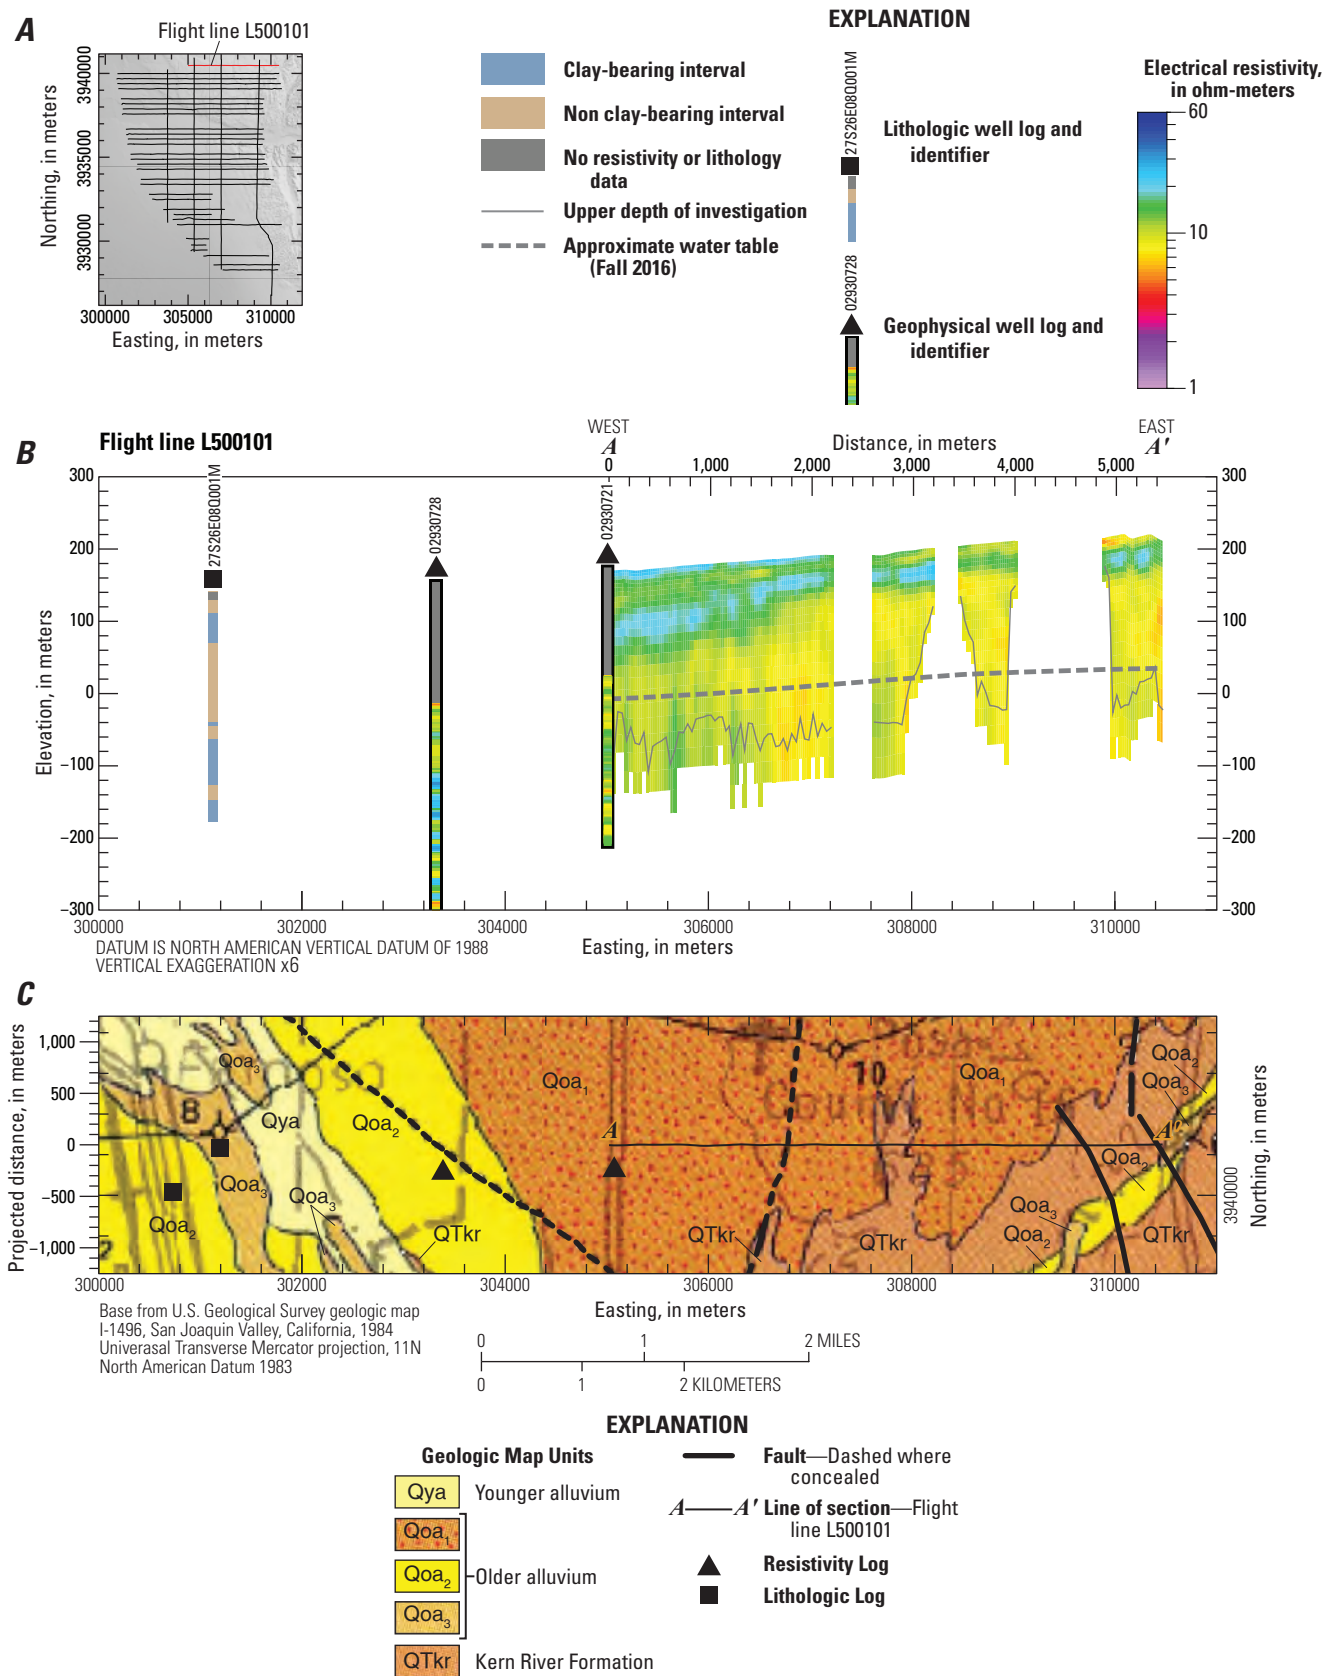 A
Flight line L500101
Northing, in meters
3940000
3935000
3930000
300000 305000 310000
Easting, in meters
EXPLANATION
Clay-bearing interval
Non clay-bearing interval
No resistivity or lithology
data
Upper depth of investigation
Approximate water table
(Fall 2016)
27S26E08Q001M
Lithologic well log and
identifier
02930728
Geophysical well log and
identifier
Electrical resistivity,
in ohm-meters
60
10
1
B
Flight line L500101
WEST
A
Distance, in meters
EAST
A'
0 1,000 2,000 3,000 4,000 5,000
300
200
100
0
−100
−200
−300
Elevation, in meters
27S26E08Q001M
02930728
02930721
300
200
100
0
−100
−200
−300
300000 302000 304000 306000 308000 310000
Easting, in meters
DATUM IS NORTH AMERICAN VERTICAL DATUM OF 1988
VERTICAL EXAGGERATION x6
C
Projected distance, in meters
1,000
500
0
−500
−1,000
Qoa3
8
Qya
Qoa2
Qoa1
10
Qoa1
Qoa2
Qoa3
A
A'
Qoa3
Qoa2
Qoa3
Qoa2
Qoa3
Qoa2
QTkr
QTkr
QTkr
QTkr
3940000
Northing, in meters
300000 302000 304000 306000 308000 310000
Easting, in meters
Base from U.S. Geological Survey geologic map
I-1496, San Joaquin Valley, California, 1984
Univerasal Transverse Mercator projection, 11N
North American Datum 1983
0 1 2 MILES
0 1 2 KILOMETERS
EXPLANATION
Geologic Map Units
Qya Younger alluvium
Qoa1
Qoa2 Older alluvium
Qoa3
QTkr Kern River Formation
Fault—Dashed where
concealed
A A' Line of section—Flight
line L500101
Resistivity Log
Lithologic Log